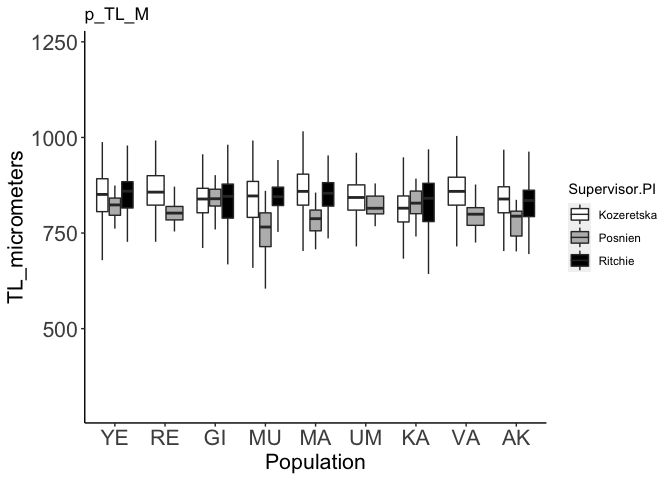 p_TL_M
1250
1000
750
500
TL_micrometers
YE RE GI MU MA UM KA VA AK
Population
Supervisor.PI
Kozeretska
Posnien
Ritchie